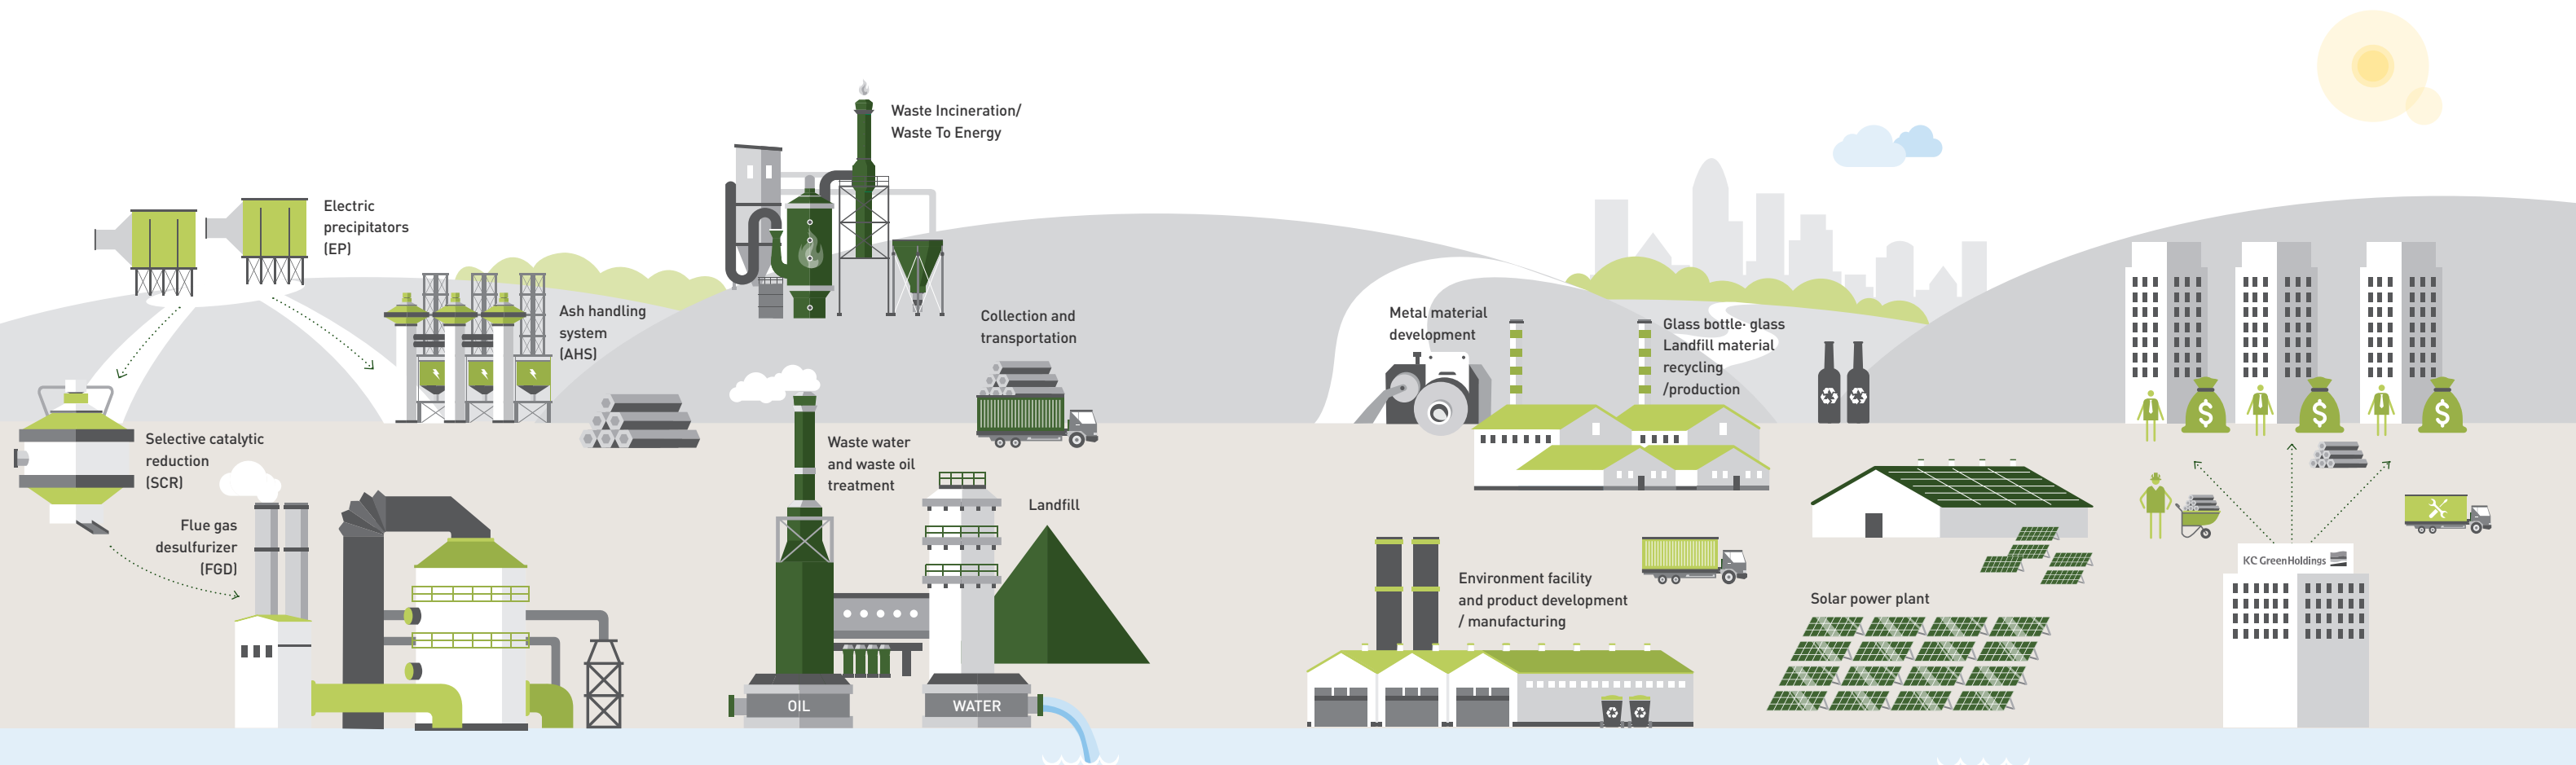 Waste Incineration/
Waste To Energy
Electric
precipitators
(EP)
Ash handling
system
(AHS)
Collection and
transportation
Metal material
development
Glass bottle· glass
Landfill material
recycling
/production
$
$
$
Selective catalytic
reduction
(SCR)
Waste water
and waste oil
treatment
Landfill
Flue gas
desulfurizer
(FGD)
KC GreenHoldings
Environment facility
and product development
/ manufacturing
Solar power plant
OIL
WATER